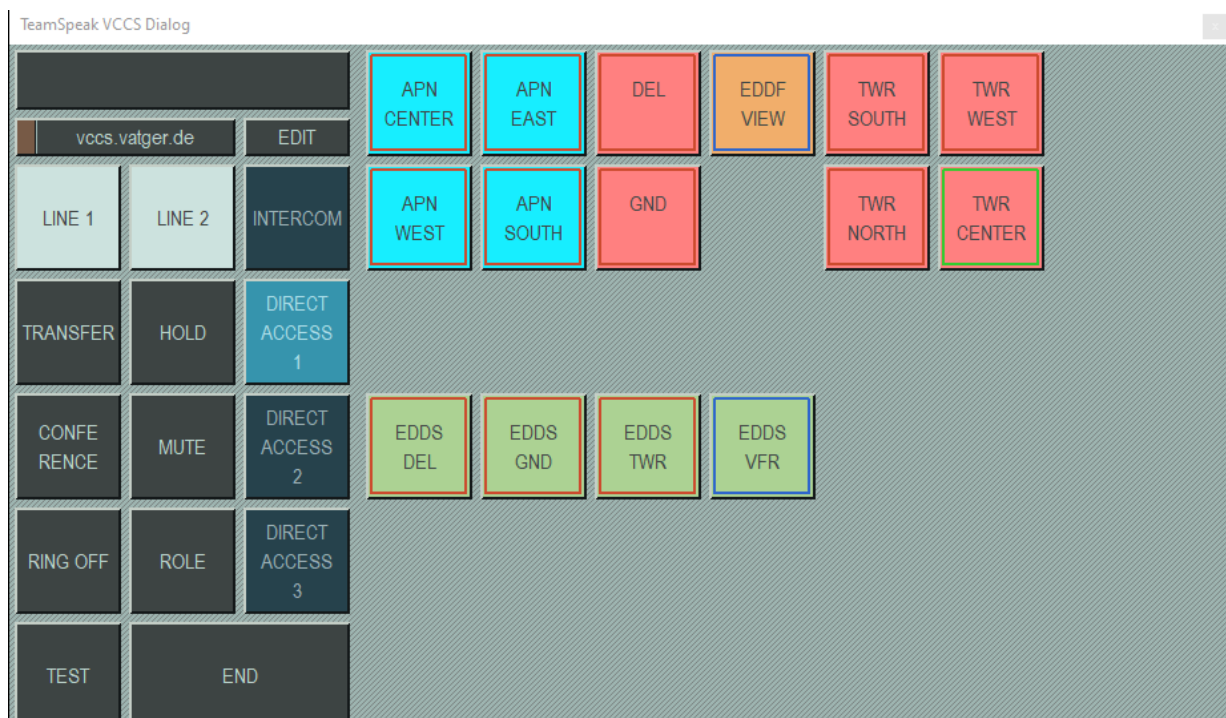 TeamSpeak VCCS Dialog
x
vccs.vatger.de
EDIT
LINE 1
LINE 2
INTERCOM
TRANSFER
HOLD
DIRECT
ACCESS
1
CONFE
RENCE
MUTE
DIRECT
ACCESS
2
RING OFF
ROLE
DIRECT
ACCESS
3
TEST
END
APN
CENTER
APN
EAST
DEL
EDDF
VIEW
TWR
SOUTH
TWR
WEST
APN
WEST
APN
SOUTH
GND
TWR
NORTH
TWR
CENTER
EDDS
DEL
EDDS
GND
EDDS
TWR
EDDS
VFR